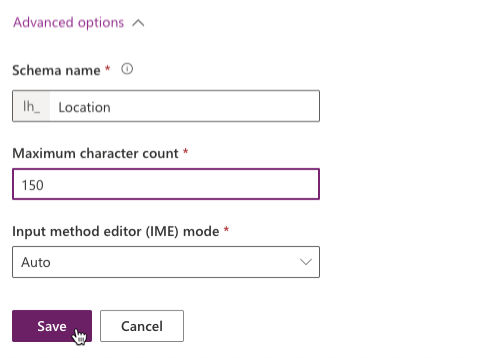 Advanced options
Schema name *
lh_ Location
Maximum character count *
150
Input method editor (IME) mode *
Auto
Save Cancel